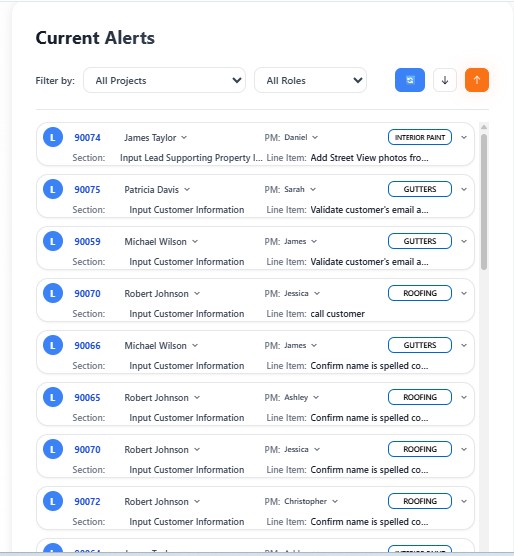 Current Alerts
Filter by: All Projects All Roles
L 90074 James Taylor PM: Daniel INTERIOR PAINT
Section: Input Lead Supporting Property I... Line Item: Add Street View photos fro...
L 90075 Patricia Davis PM: Sarah GUTTERS
Section: Input Customer Information Line Item: Validate customer's email a...
L 90059 Michael Wilson PM: James GUTTERS
Section: Input Customer Information Line Item: Validate customer's email a...
L 90070 Robert Johnson PM: Jessica ROOFING
Section: Input Customer Information Line Item: call customer
L 90066 Michael Wilson PM: James GUTTERS
Section: Input Customer Information Line Item: Confirm name is spelled co...
L 90065 Robert Johnson PM: Ashley ROOFING
Section: Input Customer Information Line Item: Confirm name is spelled co...
L 90070 Robert Johnson PM: Jessica ROOFING
Section: Input Customer Information Line Item: Confirm name is spelled co...
L 90072 Robert Johnson PM: Christopher ROOFING
Section: Input Customer Information Line Item: Confirm name is spelled co...